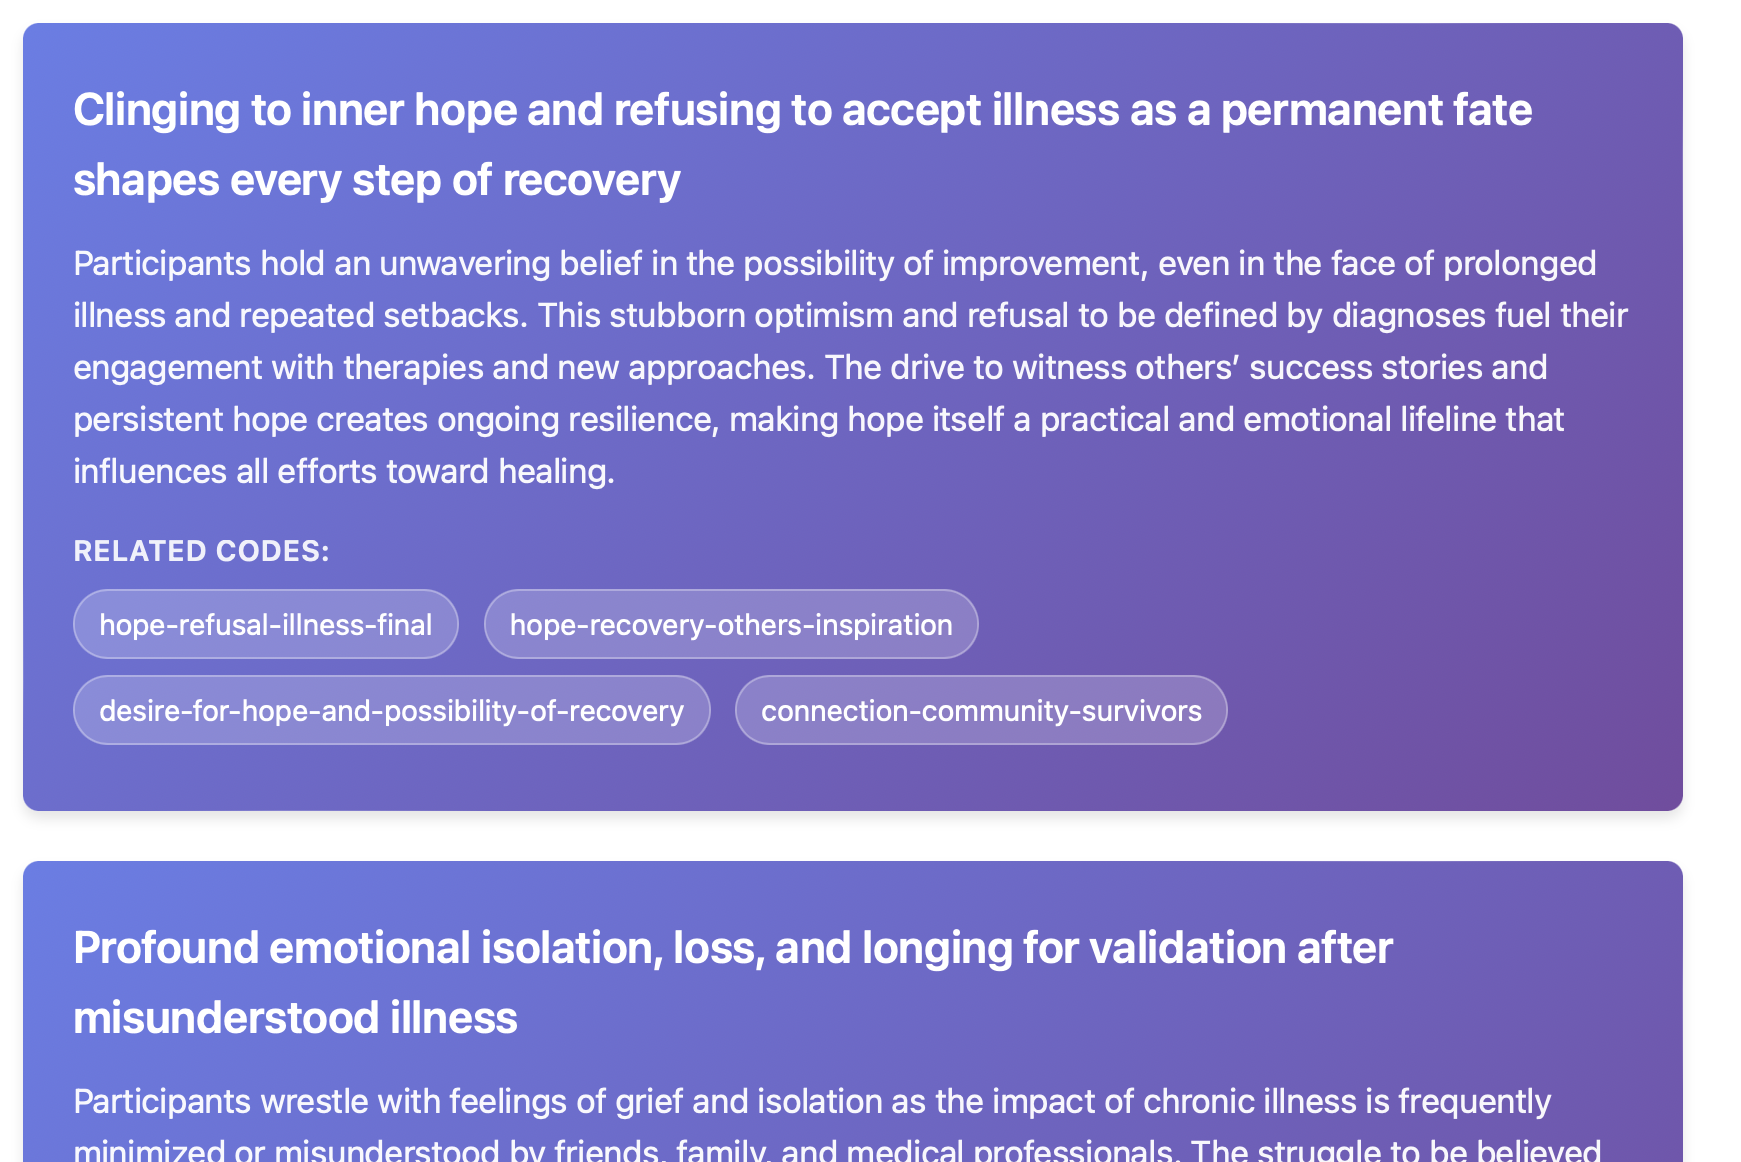 Clinging to inner hope and refusing to accept illness as a permanent fate
shapes every step of recovery
Participants hold an unwavering belief in the possibility of improvement, even in the face of prolonged
illness and repeated setbacks. This stubborn optimism and refusal to be defined by diagnoses fuel their
engagement with therapies and new approaches. The drive to witness others’ success stories and
persistent hope creates ongoing resilience, making hope itself a practical and emotional lifeline that
influences all efforts toward healing.
RELATED CODES:
hope-refusal-illness-final hope-recovery-others-inspiration
desire-for-hope-and-possibility-of-recovery connection-community-survivors
Profound emotional isolation, loss, and longing for validation after
misunderstood illness
Participants wrestle with feelings of grief and isolation as the impact of chronic illness is frequently
minimized or misunderstood by friends, family, and medical professionals. The struggle to be believed